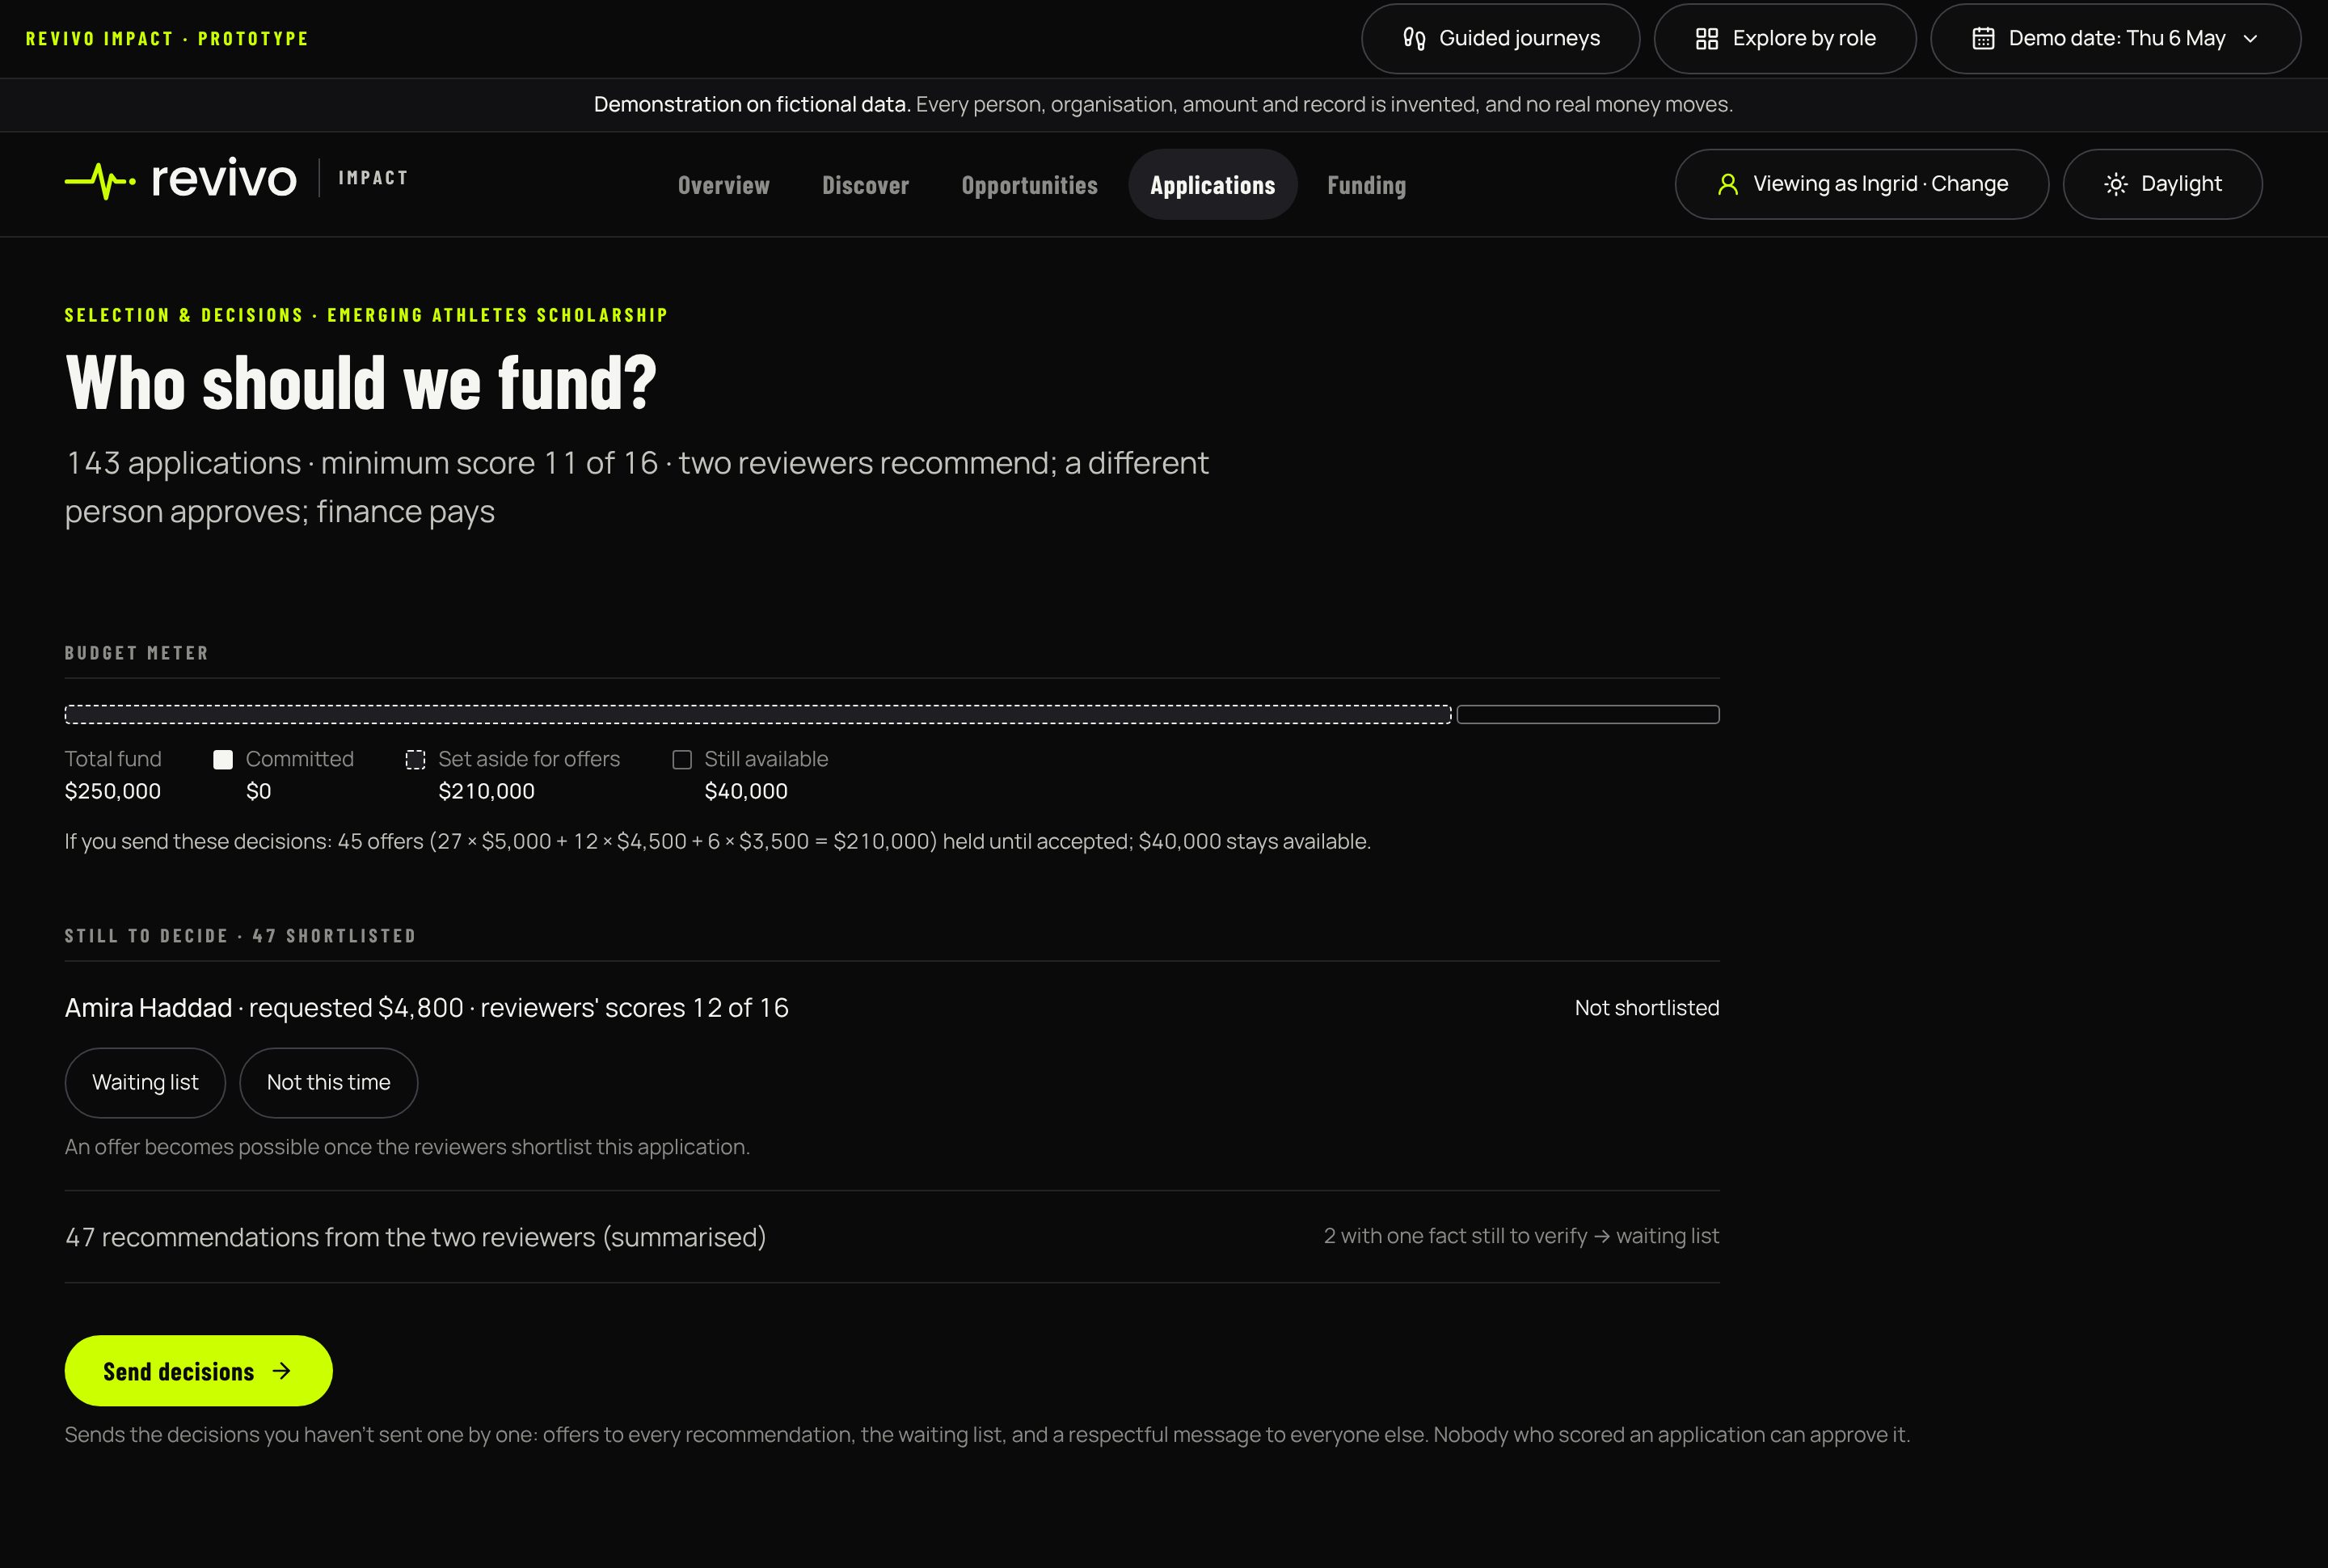 REVIVO IMPACT · PROTOTYPE
Guided journeys
Explore by role
Demo date: Thu 6 May
Demonstration on fictional data. Every person, organisation, amount and record is invented, and no real money moves.
revivo
IMPACT
Overview
Discover
Opportunities
Applications
Funding
Viewing as Ingrid · Change
Daylight
SELECTION & DECISIONS · EMERGING ATHLETES SCHOLARSHIP
Who should we fund?
143 applications · minimum score 11 of 16 · two reviewers recommend; a different
person approves; finance pays
BUDGET METER
Total fund
$250,000
Committed
$0
Set aside for offers
$210,000
Still available
$40,000
If you send these decisions: 45 offers (27 × $5,000 + 12 × $4,500 + 6 × $3,500 = $210,000) held until accepted; $40,000 stays available.
STILL TO DECIDE · 47 SHORTLISTED
Amira Haddad · requested $4,800 · reviewers' scores 12 of 16
Not shortlisted
Waiting list
Not this time
An offer becomes possible once the reviewers shortlist this application.
47 recommendations from the two reviewers (summarised)
2 with one fact still to verify → waiting list
Send decisions →
Sends the decisions you haven't sent one by one: offers to every recommendation, the waiting list, and a respectful message to everyone else. Nobody who scored an application can approve it.